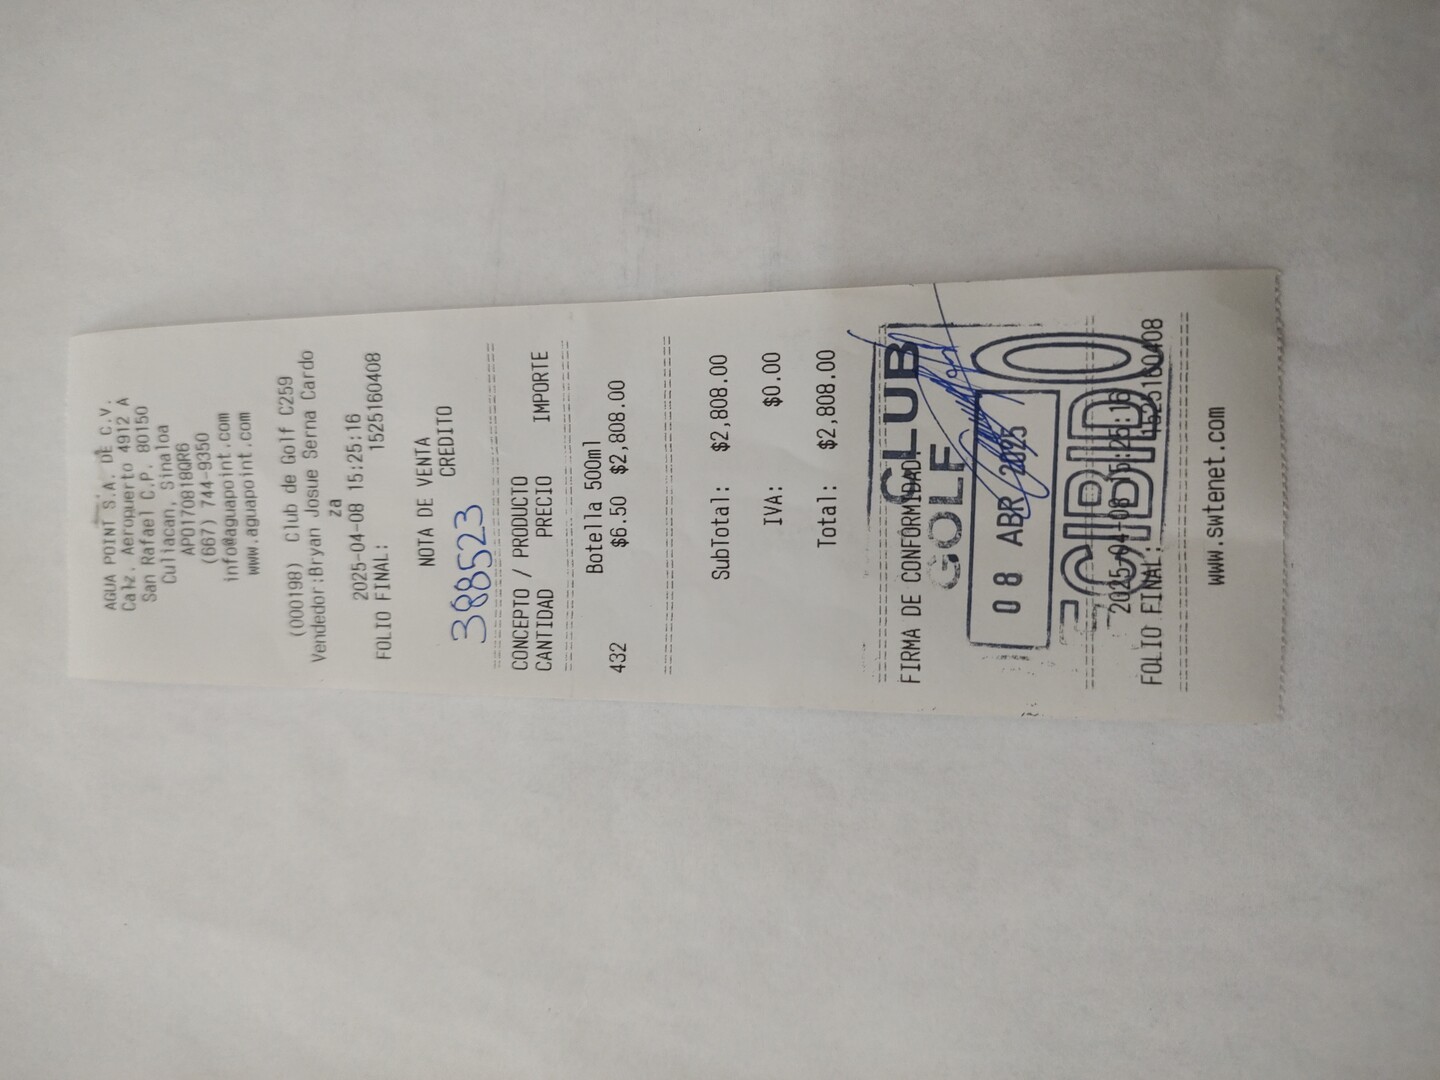 AGUA POINT S.A. DE C.V.
Calz. Aeropuerto 4912 A
San Rafael C.P. 80150
Culiacan, Sinaloa
APO170818QR6
(667) 744-9350
info@aguapoint.com
www.aguapoint.com
(000198) Club de Golf C259
Vendedor:Bryan Josue Serna Cardo
za
2025-04-08 15:25:16
FOLIO FINAL: 1525160408
NOTA DE VENTA
CREDITO
388523
CONCEPTO / PRODUCTO
CANTIDAD PRECIO IMPORTE
Botella 500ml
432 $6.50 $2,808.00
SubTotal: $2,808.00
IVA: $0.00
Total: $2,808.00
FIRMA DE CONFORMIDAD
CLUB
GOLF
08 ABR 2025
2025-04-08 15:25:16
FOLIO FINAL: 1525160408
www.swtenet.com